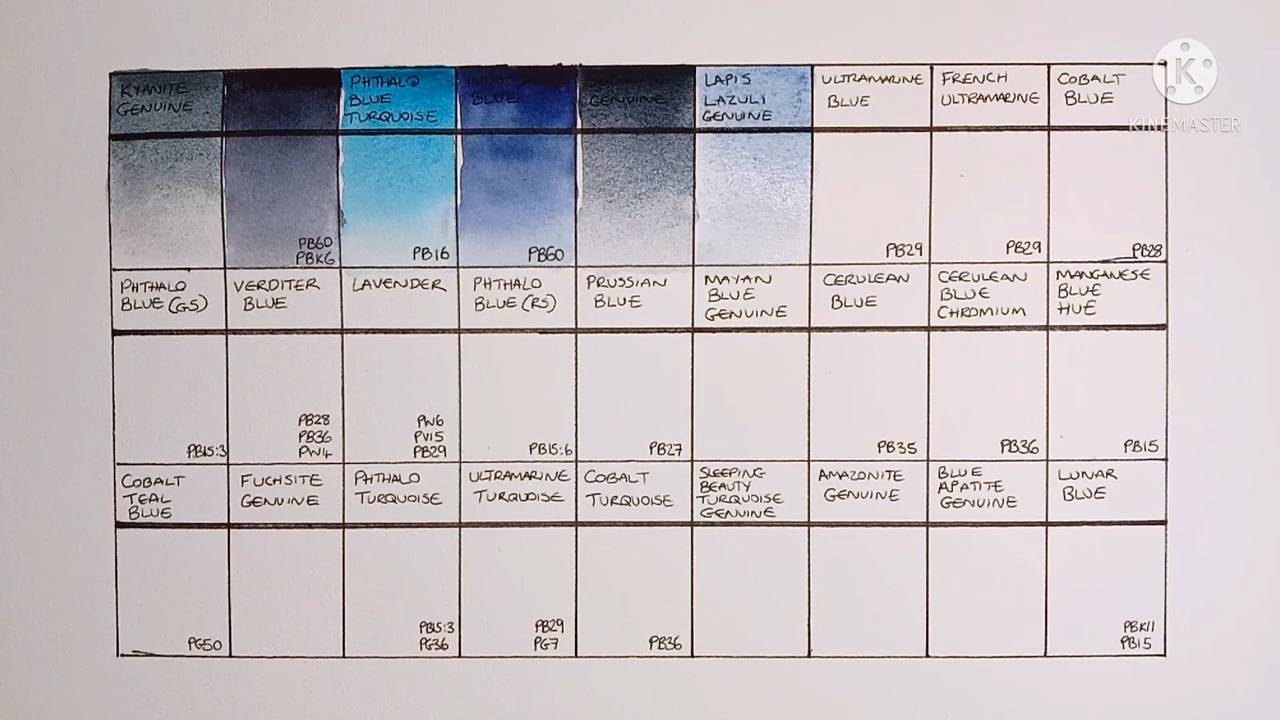 KYANITE
GENUINE
PHTHALO
BLUE
TURQUOISE
BLUE
GENUINE
LAPIS
LAZULI
GENUINE
ULTRAMARINE
BLUE
FRENCH
ULTRAMARINE
COBALT
BLUE
PB60
PBK6
PB16
PB60
PB29
PB29
PB28
PHTHALO
BLUE (GS)
VERDITER
BLUE
LAVENDER
PHTHALO
BLUE (RS)
PRUSSIAN
BLUE
MAYAN
BLUE
GENUINE
CERULEAN
BLUE
CERULEAN
BLUE
CHROMIUM
MANGANESE
BLUE
HUE
PB15:3
PB28
PB36
PW4
PW6
PV15
PB29
PB15:6
PB27
PB35
PB36
PB15
COBALT
TEAL
BLUE
FUCHSITE
GENUINE
PHTHALO
TURQUOISE
ULTRAMARINE
TURQUOISE
COBALT
TURQUOISE
SLEEPING
BEAUTY
TURQUOISE
GENUINE
AMAZONITE
GENUINE
BLUE
APATITE
GENUINE
LUNAR
BLUE
PG50
PB15:3
PG36
PB29
PG7
PB36
PBK11
PB15
K
KINEMASTER